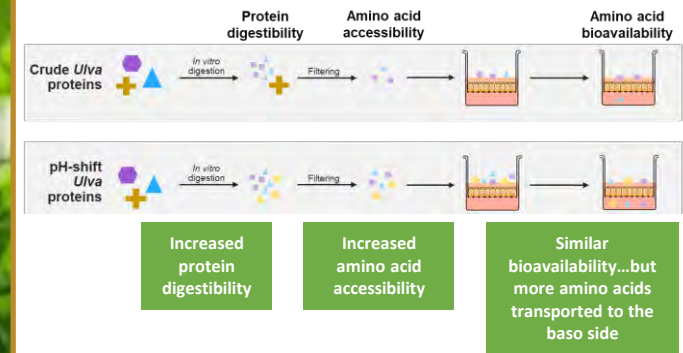 Protein
digestibility
Amino acid
accessibility
Amino acid
bioavailability
Crude Ulva
proteins
In vitro
digestion
Filtering
pH-shift
Ulva
proteins
In vitro
digestion
Filtering
Increased
protein
digestibility
Increased
amino acid
accessibility
Similar
bioavailability...but
more amino acids
transported to the
baso side